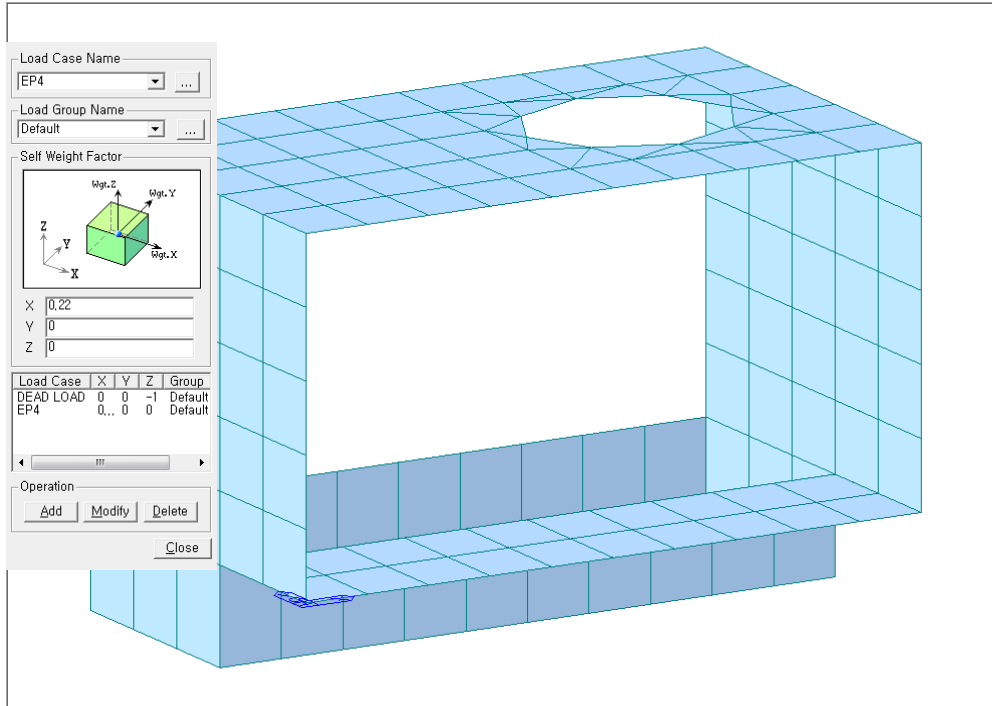 Load Case Name
EP4
...
Load Group Name
Default
...
Self Weight Factor
Wgt.Z
Wgt.Y
Z
Y
Wgt.X
X
X 0,22
Y 0
Z 0
Load Case X Y Z Group
DEAD LOAD 0 0 -1 Default
EP4 0,... 0 0 Default
Operation
Add Modify Delete
Close